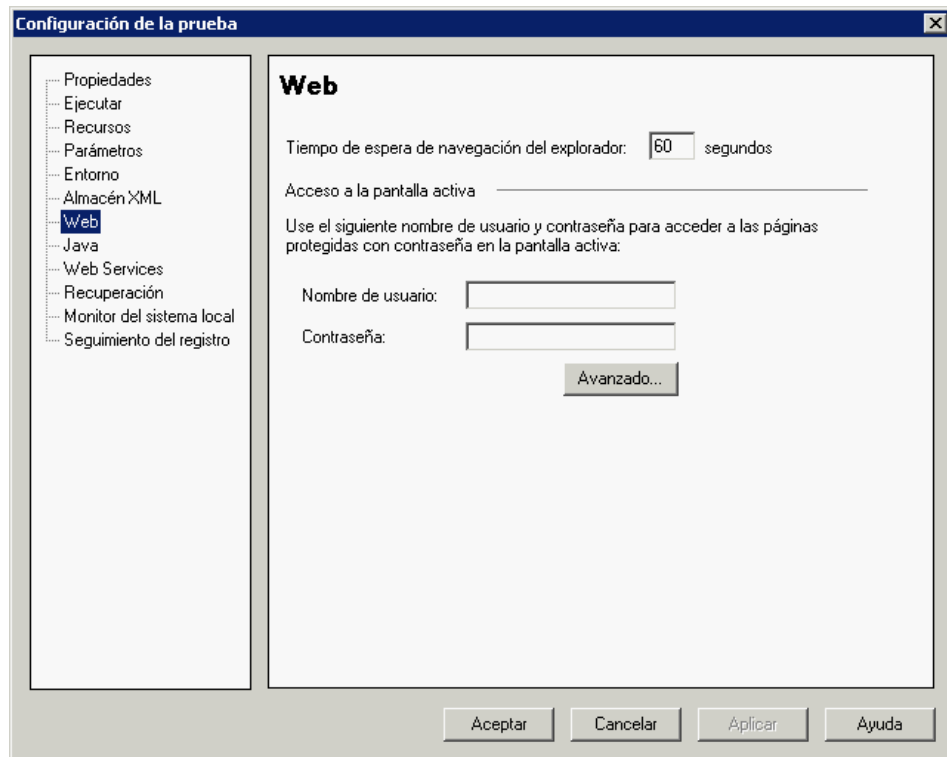 Configuración de la prueba
Propiedades
Ejecutar
Recursos
Parámetros
Entorno
Almacén XML
Web
Java
Web Services
Recuperación
Monitor del sistema local
Seguimiento del registro
Web
Tiempo de espera de navegación del explorador: 60 segundos
Acceso a la pantalla activa
Use el siguiente nombre de usuario y contraseña para acceder a las páginas
protegidas con contraseña en la pantalla activa:
Nombre de usuario:
Contraseña:
Avanzado...
Aceptar Cancelar Aplicar Ayuda